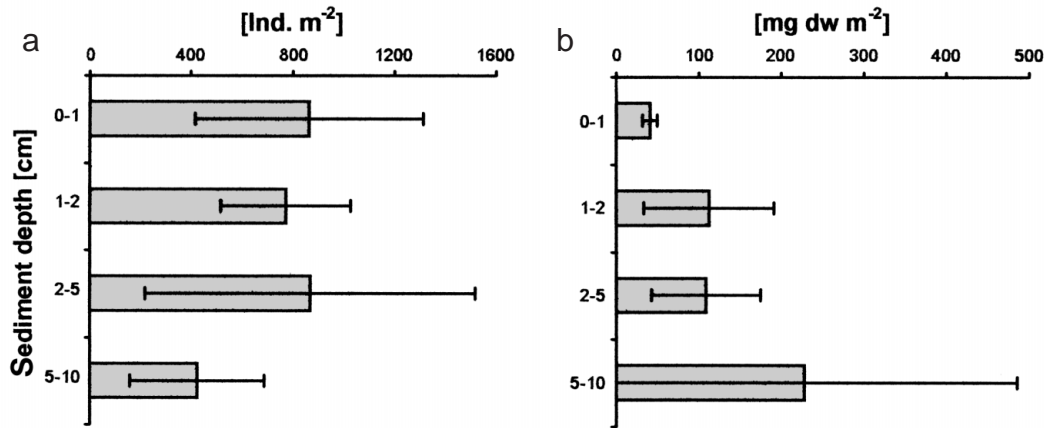 a
[Ind. m-2]
0 400 800 1200 1600
Sediment depth [cm]
0-1
1-2
2-5
5-10
b
[mg dw m-2]
0 100 200 300 400 500
0-1
1-2
2-5
5-10